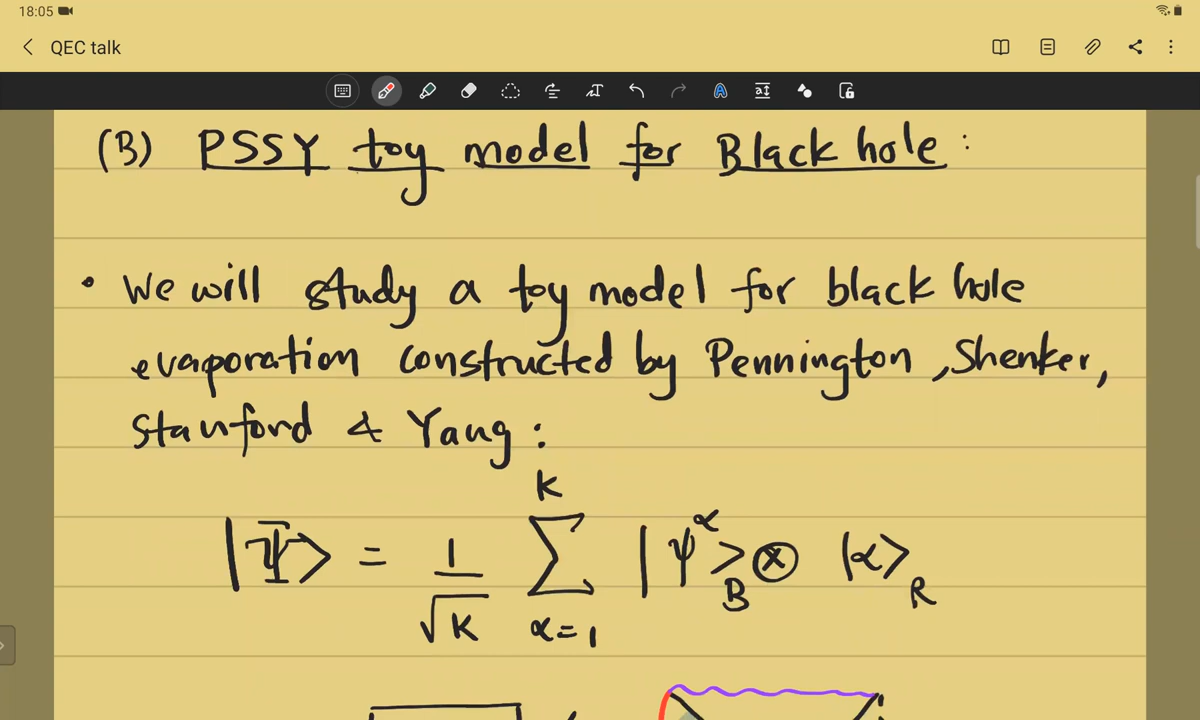 18:05
QEC talk
(B) PSSY toy model for Black hole :
• We will study a toy model for black hole
evaporation constructed by Pennington, Shenker,
Stanford & Yang :
|Ψ> = 1/√K ∑_{α=1}^{K} |ψ^α>_B ⊗ |α>_R